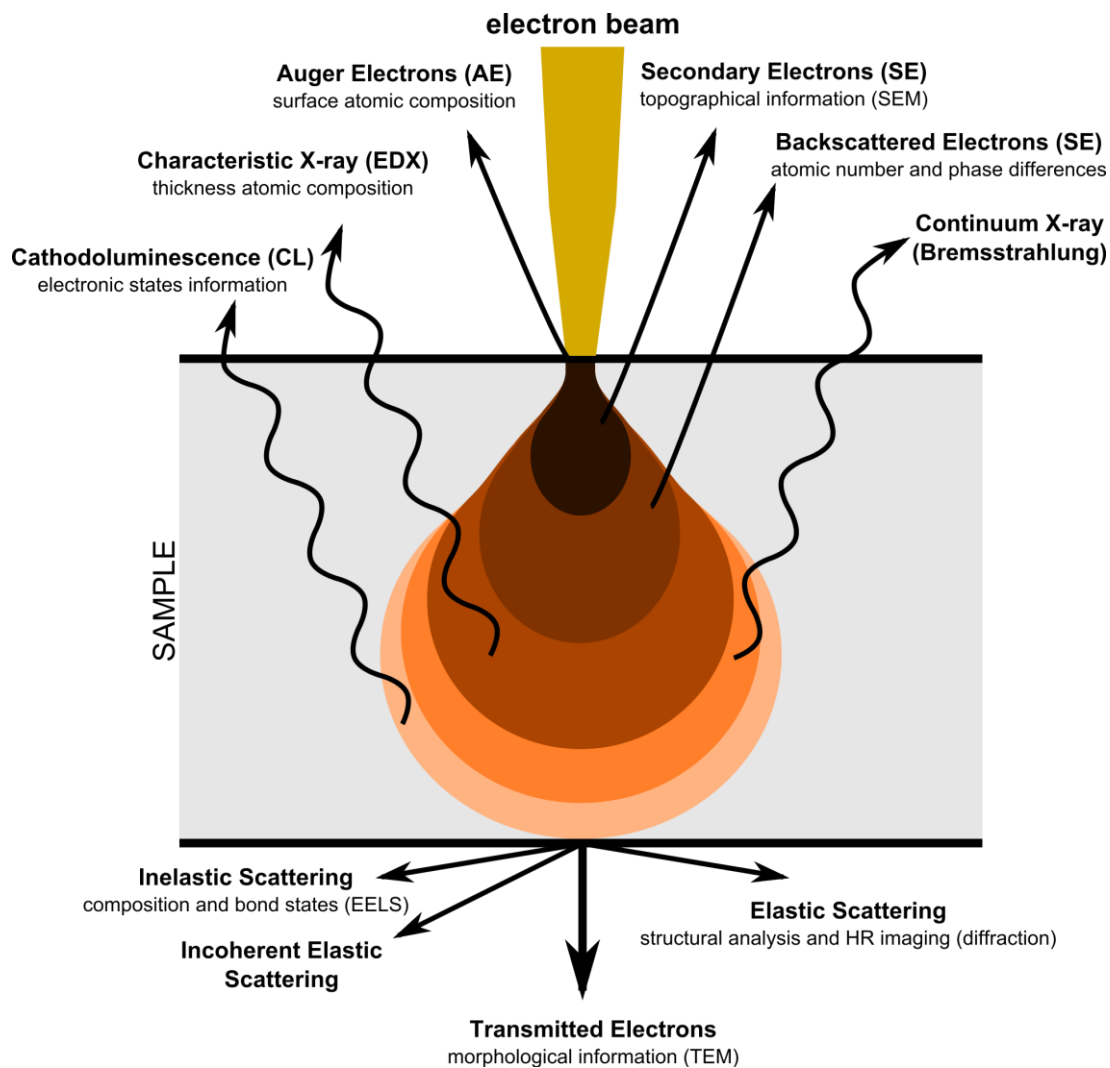 electron beam
Auger Electrons (AE)
surface atomic composition
Secondary Electrons (SE)
topographical information (SEM)
Characteristic X-ray (EDX)
thickness atomic composition
Backscattered Electrons (SE)
atomic number and phase differences
Cathodoluminescence (CL)
electronic states information
Continuum X-ray
(Bremsstrahlung)
SAMPLE
Inelastic Scattering
composition and bond states (EELS)
Incoherent Elastic
Scattering
Elastic Scattering
structural analysis and HR imaging (diffraction)
Transmitted Electrons
morphological information (TEM)